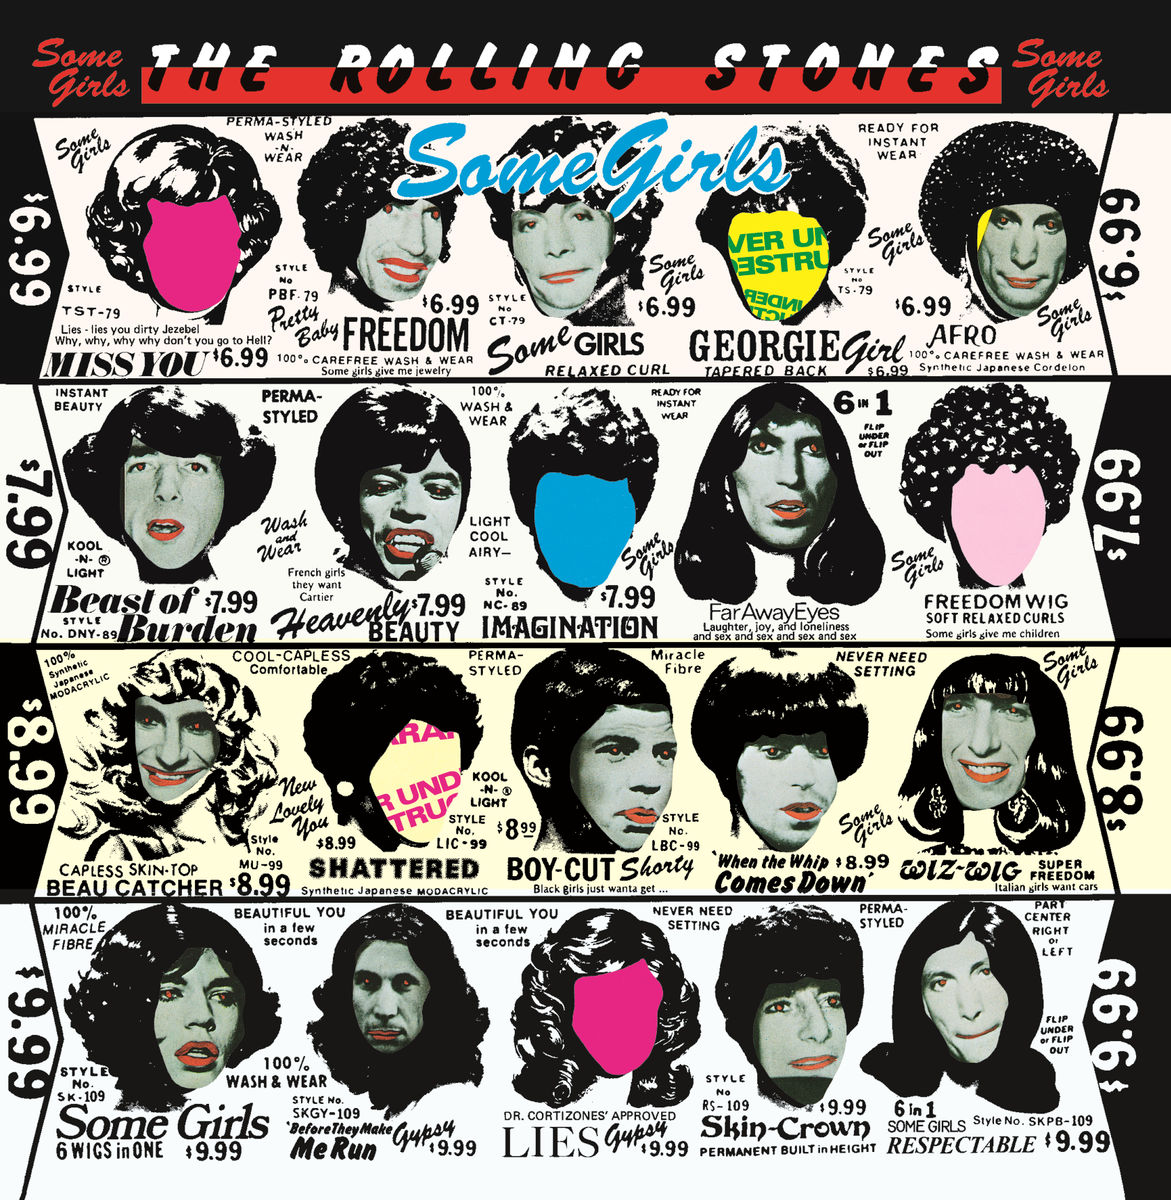 Some Girls
THE ROLLING STONES
Some Girls
Some Girls
$6.99
Some Girls
STYLE
TST-79
Lies - lies you dirty Jezebel
Why, why, why why don't you go to Hell?
MISS YOU $6.99
PERMA-STYLED
WASH
-N-
WEAR
STYLE
No
PBF-79
Pretty Baby FREEDOM
$6.99
100% CAREFREE WASH & WEAR
Some girls give me jewelry
STYLE
No
CT-79
Some Girls
$6.99
Some GIRLS
RELAXED CURL
VER UN
ESTRU
STYLE
No
TS-79
GEORGIE Girl
TAPERED BACK $6.99
READY FOR
INSTANT
WEAR
Some Girls
$6.99
AFRO
Some Girls
100% CAREFREE WASH & WEAR
Synthetic Japanese Cordelon
$6.99
$7.99
INSTANT
BEAUTY
KOOL
-N- ®
LIGHT
Beast of Burden $7.99
STYLE
No. DNY-89
PERMA-
STYLED
Wash and Wear
French girls
they want
Cartier
Heavenly $7.99
BEAUTY
100%
WASH &
WEAR
LIGHT
COOL
AIRY—
STYLE
No.
NC-89
Some Girls
$7.99
IMAGINATION
READY FOR
INSTANT
WEAR
6 IN 1
FLIP
UNDER
or FLIP
OUT
Far Away Eyes
Laughter, joy, and loneliness
and sex and sex and sex and sex
Some Girls
FREEDOM WIG
SOFT RELAXED CURLS
Some girls give me children
$7.99
$8.99
100%
Synthetic
Japanese
MODACRYLIC
CAPLESS SKIN-TOP
BEAU CATCHER $8.99
Style
No.
MU-99
COOL-CAPLESS
Comfortable
New Lovely You
$8.99
R UND
TRU
STYLE
No.
LIC-99
SHATTERED
Synthetic Japanese MODACRYLIC
PERMA-
STYLED
KOOL
-N- ®
LIGHT
$8.99
BOY-CUT Shorty
Black girls just wanta get ...
Miracle
Fibre
STYLE
No.
LBC-99
NEVER NEED
SETTING
Some Girls
'When the Whip $8.99
Comes Down'
Some Girls
WIZ-WIG SUPER
FREEDOM
Italian girls want cars
$8.99
$9.99
100%
MIRACLE
FIBRE
STYLE
No.
SK-109
Some Girls
6 WIGS in ONE $9.99
BEAUTIFUL YOU
in a few
seconds
100%
WASH & WEAR
STYLE No.
SKGY-109
'Before They Make
Me Run Gypsy
$9.99
BEAUTIFUL YOU
in a few
seconds
DR. CORTIZONES' APPROVED
LIES Gypsy
$9.99
NEVER NEED
SETTING
STYLE
No
RS-109
$9.99
Skin-Crown
PERMANENT BUILT in HEIGHT
PERMA-
STYLED
PART
CENTER
RIGHT
or
LEFT
FLIP
UNDER
or FLIP
OUT
6 in 1
SOME GIRLS Style No. SKPB-109
RESPECTABLE $9.99
$9.99